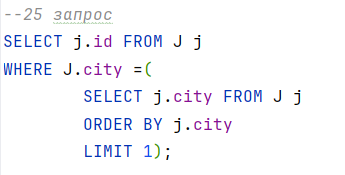 --25 запрос
SELECT j.id FROM J j
WHERE J.city =(
SELECT j.city FROM J j
ORDER BY j.city
LIMIT 1);